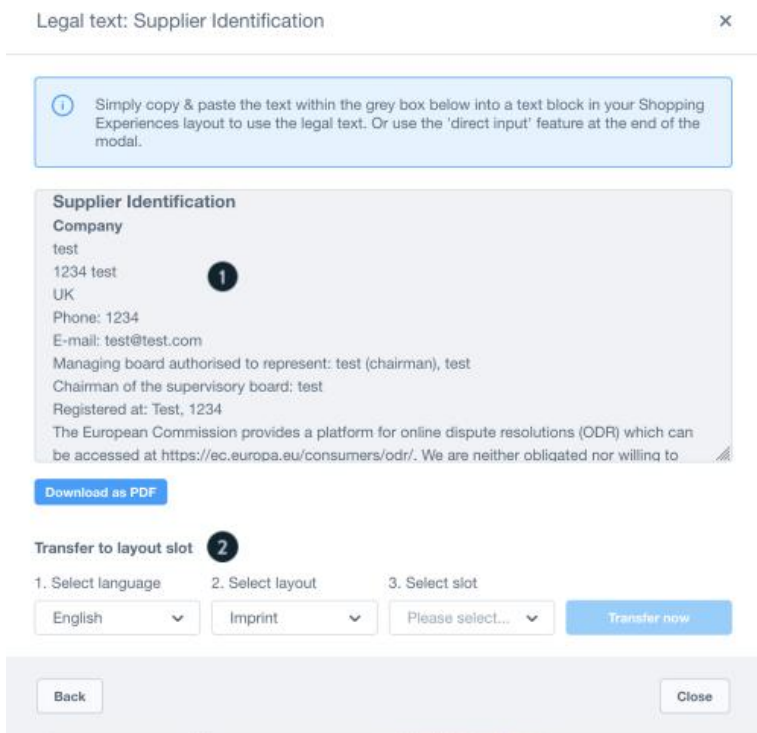 Legal text: Supplier Identification
Simply copy & paste the text within the grey box below into a text block in your Shopping
Experiences layout to use the legal text. Or use the 'direct input' feature at the end of the
modal.
Supplier Identification
Company
test
1234 test
1
UK
Phone: 1234
E-mail: test@test.com
Managing board authorised to represent: test (chairman), test
Chairman of the supervisory board: test
Registered at: Test, 1234
The European Commission provides a platform for online dispute resolutions (ODR) which can
be accessed at https://ec.europa.eu/consumers/odr/. We are neither obligated nor willing to
Download as PDF
Transfer to layout slot 2
1. Select language 2. Select layout 3. Select slot
English Imprint Please select... Transfer now
Back Close